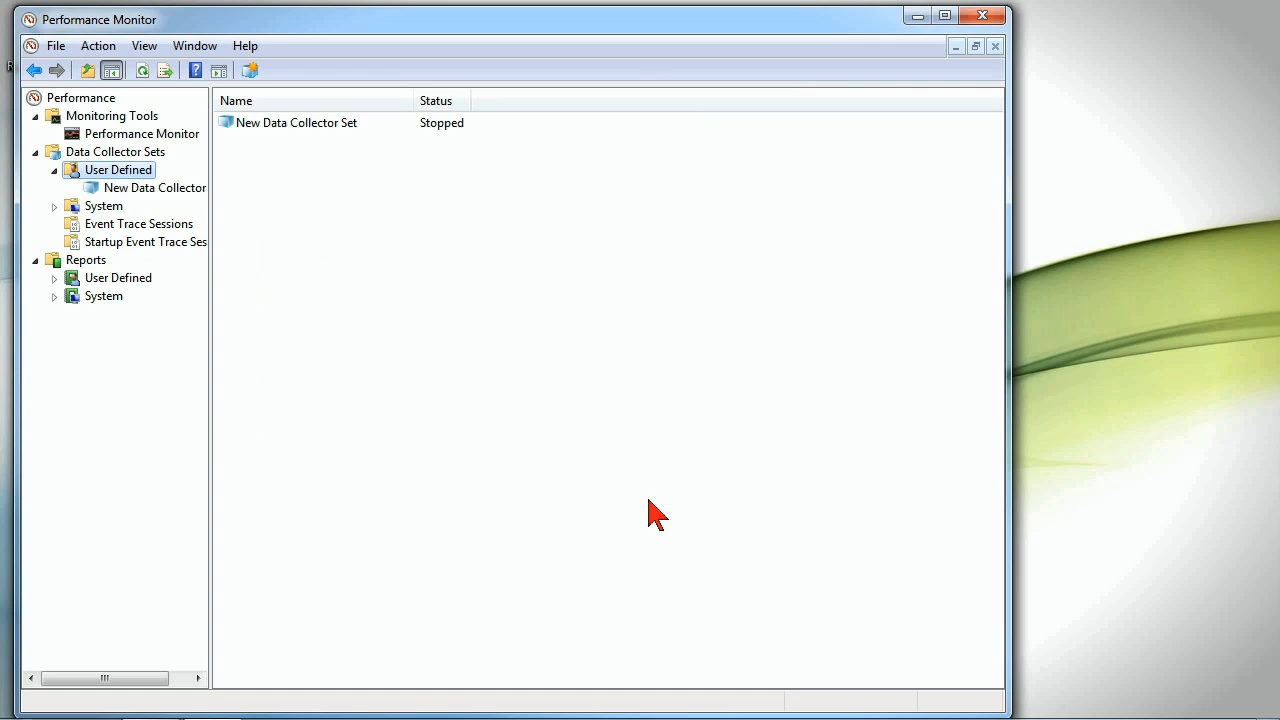 Performance Monitor
File Action View Window Help
Performance
Monitoring Tools
Performance Monitor
Data Collector Sets
User Defined
New Data Collector
System
Event Trace Sessions
Startup Event Trace Ses
Reports
User Defined
System
Name Status
New Data Collector Set Stopped